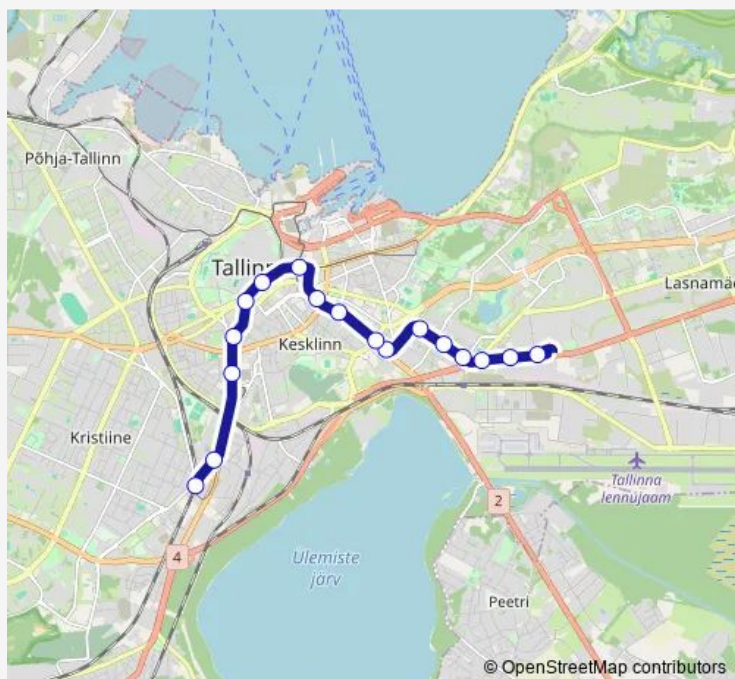 Põhja-Tallinn
Tallinn
Lasnamäe
Kesklinn
Kristiine
Tallinna
lennujaam
2
4
Ülemiste
järv
Peetri
© OpenStreetMap contributors